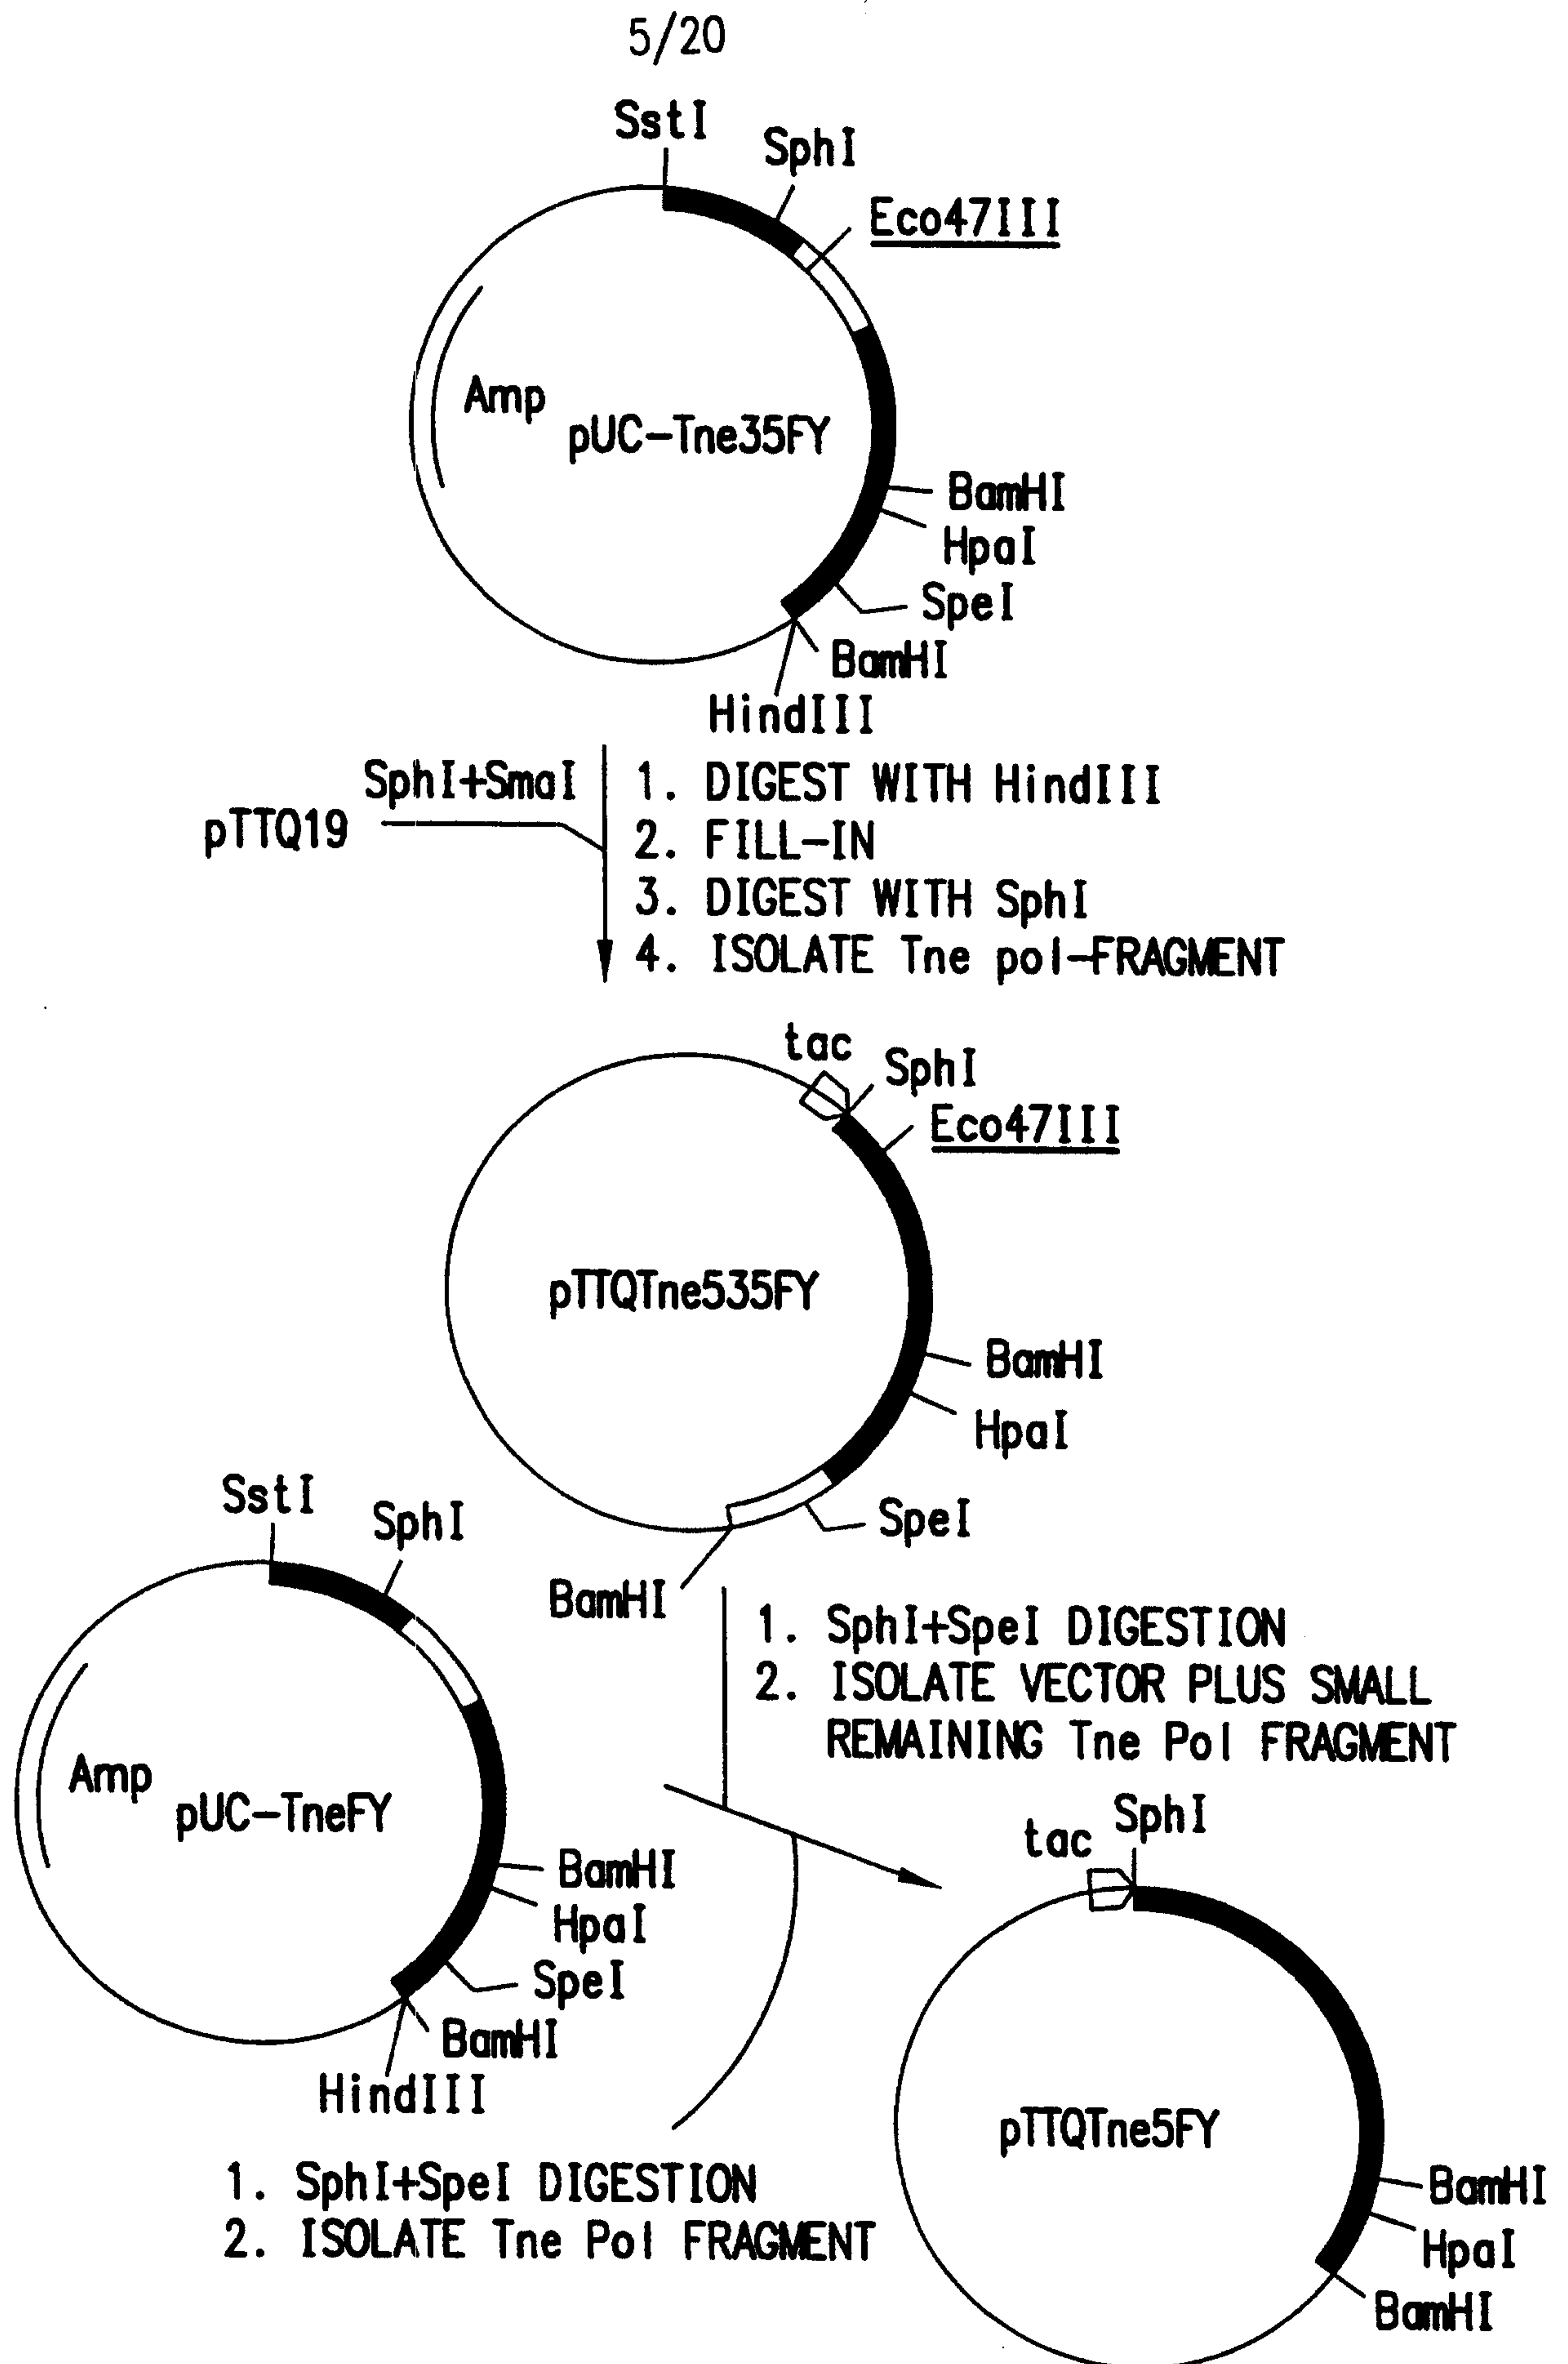 5/20
SstI
SphI
Eco47III
Amp
pUC-Tne35FY
BamHI
HpaI
SpeI
BamHI
HindIII
SphI+SmaI
pTTQ19
1. DIGEST WITH HindIII
2. FILL-IN
3. DIGEST WITH SphI
4. ISOLATE Tne pol-FRAGMENT
tac
SphI
Eco47III
pTTQTne535FY
BamHI
HpaI
SpeI
BamHI
SstI
SphI
Amp
pUC-TneFY
BamHI
HpaI
SpeI
BamHI
HindIII
1. SphI+SpeI DIGESTION
2. ISOLATE VECTOR PLUS SMALL
REMAINING Tne Pol FRAGMENT
1. SphI+SpeI DIGESTION
2. ISOLATE Tne Pol FRAGMENT
tac
SphI
pTTQTne5FY
BamHI
HpaI
BamHI